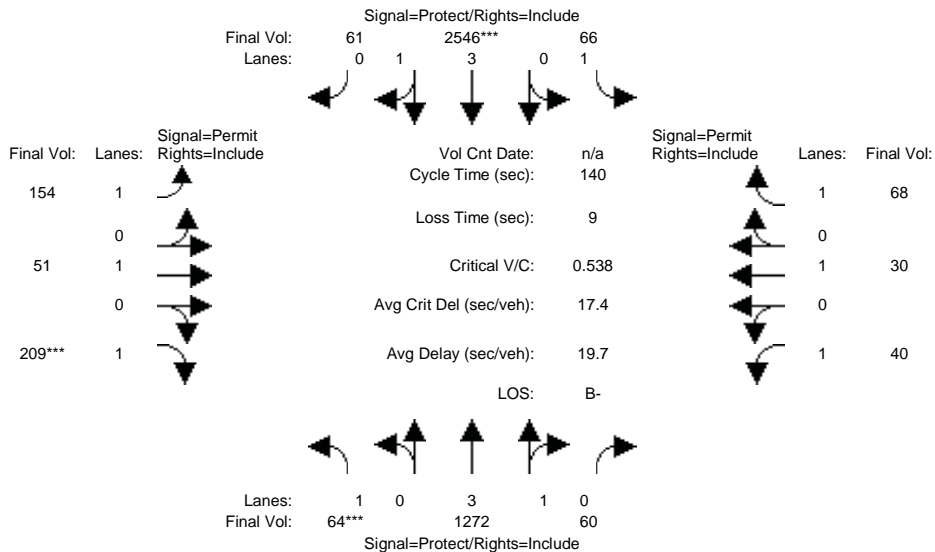 Signal=Protect/Rights=Include
Final Vol: 61 2546*** 66
Lanes: 0 1 3 0 1
Signal=Permit Signal=Permit
Final Vol: Lanes: Rights=Include Vol Cnt Date: n/a Rights=Include Lanes: Final Vol:
Cycle Time (sec): 140
154 1 1 68
Loss Time (sec): 9
0 0
51 1 Critical V/C: 0.538 1 30
0 Avg Crit Del (sec/veh): 17.4 0
209*** 1 Avg Delay (sec/veh): 19.7 1 40
LOS: B-
Lanes: 1 0 3 1 0
Final Vol: 64*** 1272 60
Signal=Protect/Rights=Include